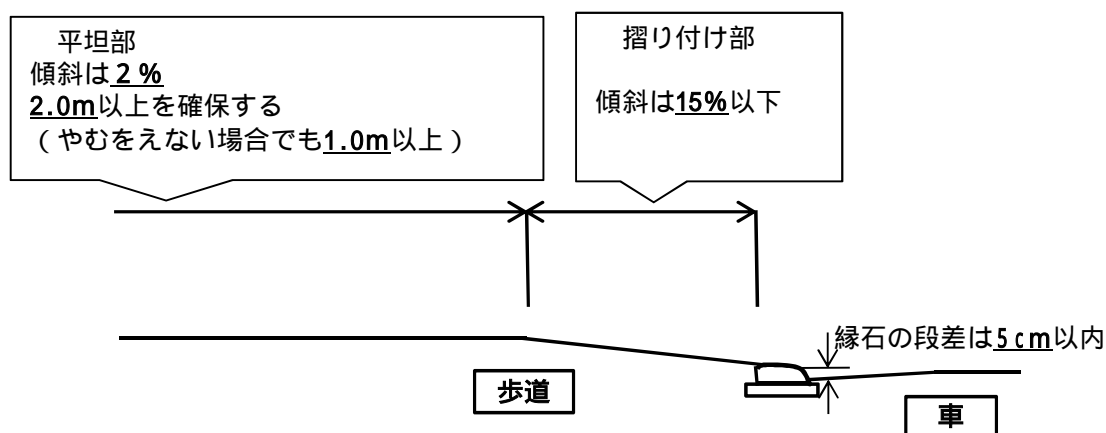 平坦部
傾斜は２％
2.0m以上を確保する
（やむをえない場合でも1.0m以上）
摺り付け部
傾斜は15%以下
縁石の段差は５ｃｍ以内
歩道
車